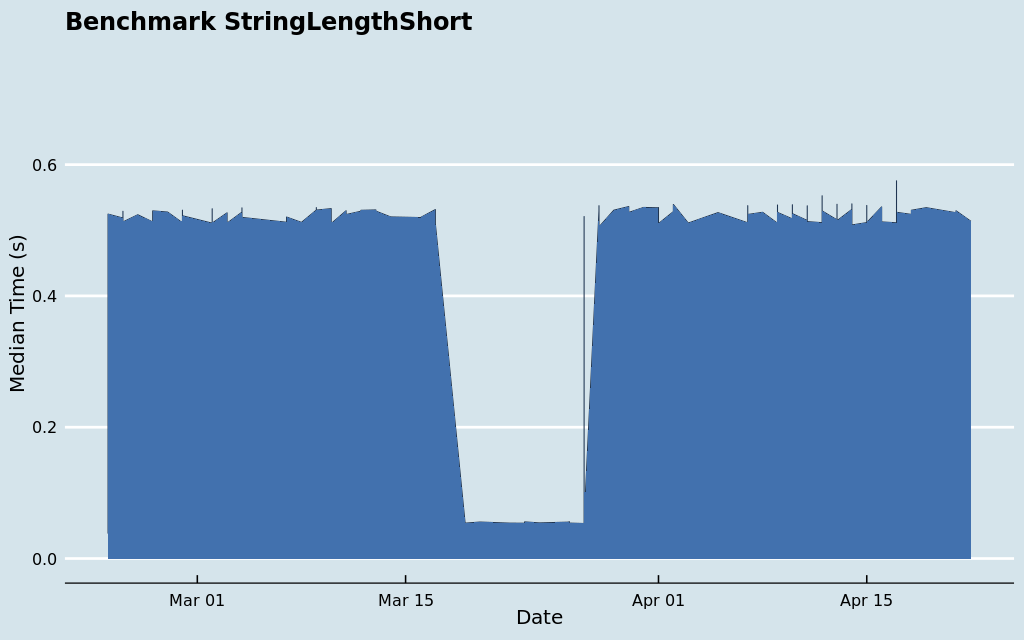 Benchmark StringLengthShort
Median Time (s)
0.6
0.4
0.2
0.0
Mar 01
Mar 15
Apr 01
Apr 15
Date